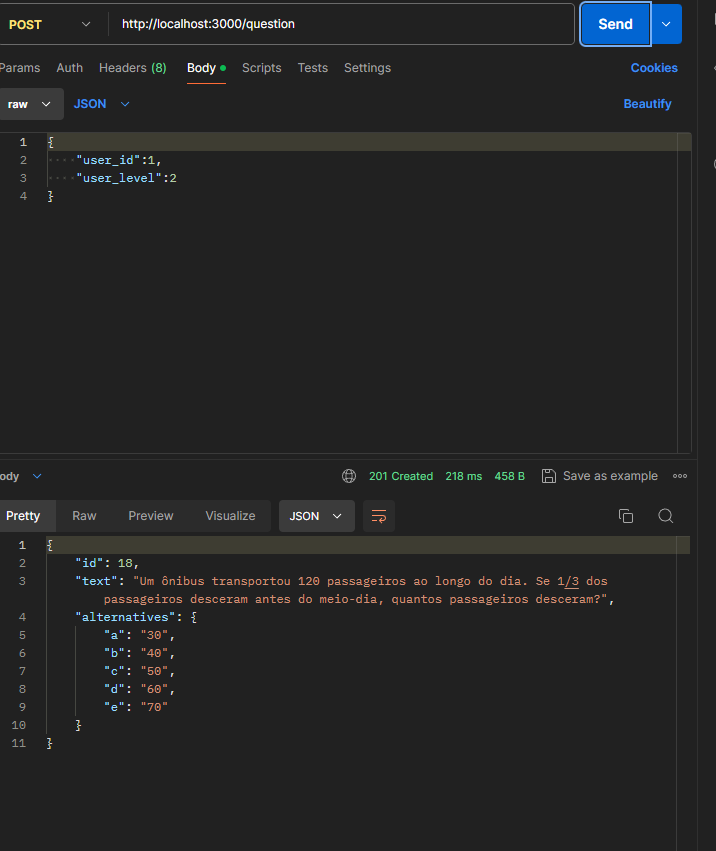 POST
http://localhost:3000/question
Send
Params Auth Headers (8) Body Scripts Tests Settings Cookies
raw JSON Beautify
1 {
2 "user_id":1,
3 "user_level":2
4 }
ody 201 Created 218 ms 458 B Save as example
Pretty Raw Preview Visualize JSON
1 {
2 "id": 18,
3 "text": "Um ônibus transportou 120 passageiros ao longo do dia. Se 1/3 dos
passageiros desceram antes do meio-dia, quantos passageiros desceram?",
4 "alternatives": {
5 "a": "30",
6 "b": "40",
7 "c": "50",
8 "d": "60",
9 "e": "70"
10 }
11 }